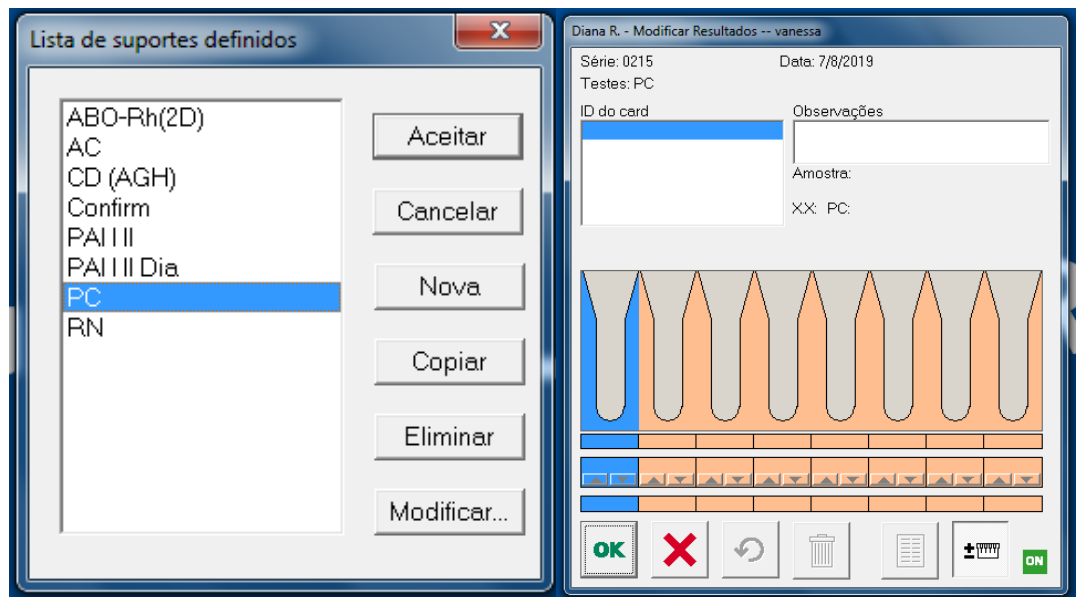 Lista de suportes definidos
ABO-Rh(2D)
AC
CD (AGH)
Confirm
PAI I II
PAI I II Dia
PC
RN
Aceitar
Cancelar
Nova
Copiar
Eliminar
Modificar...
Diana R. - Modificar Resultados -- vanessa
Série: 0215 Data: 7/8/2019
Testes: PC
ID do card Observações
Amostra:
XX: PC:
OK
ON